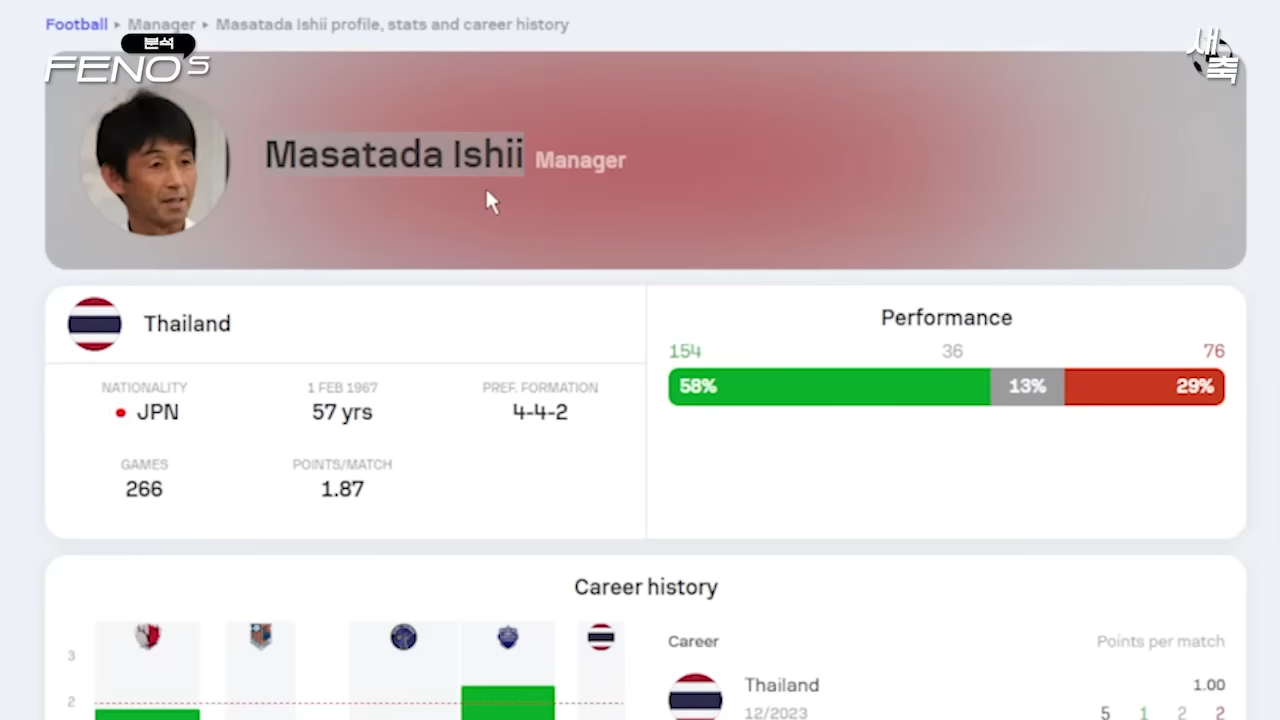 Football ▸ Manager ▸ Masatada Ishii profile, stats and career history
분석
FENO S
새축
Masatada Ishii Manager
Thailand
NATIONALITY 1 FEB 1967 PREF. FORMATION
JPN 57 yrs 4-4-2
GAMES POINTS/MATCH
266 1.87
Performance
154 36 76
58% 13% 29%
Career history
3
2
Career Points per match
Thailand 1.00
12/2023 5 1 2 2